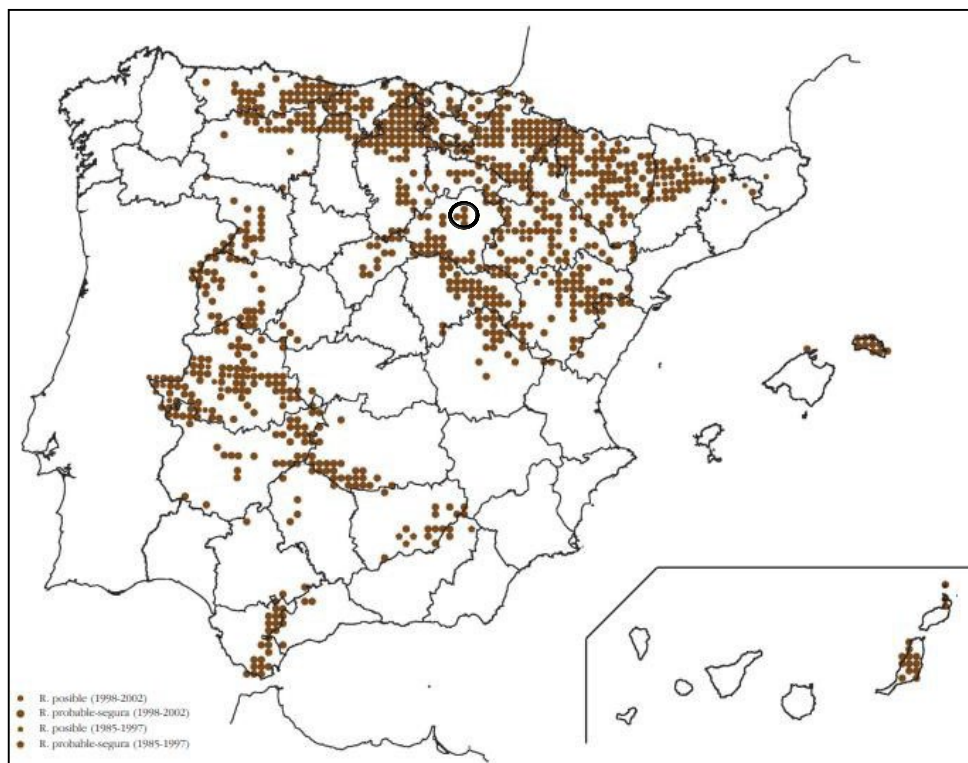 R. posible (1998-2002)
R. probable-segura (1998-2002)
R. posible (1985-1997)
R. probable-segura (1985-1997)